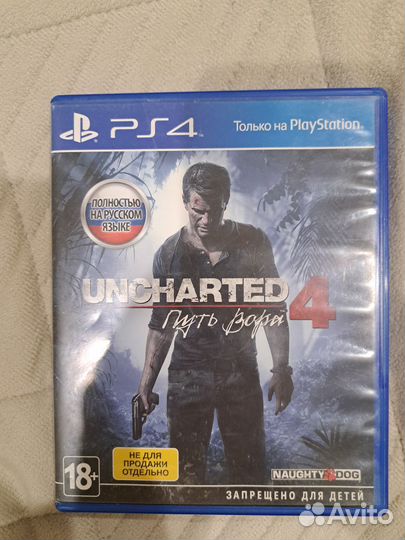 PS4
Только на PlayStation
ПОЛНОСТЬЮ
НА РУССКОМ
ЯЗЫКЕ
UNCHARTED 4
Путь вора
НЕ ДЛЯ
ПРОДАЖИ
ОТДЕЛЬНО
18+
NAUGHTY DOG
ЗАПРЕЩЕНО ДЛЯ ДЕТЕЙ
Avito